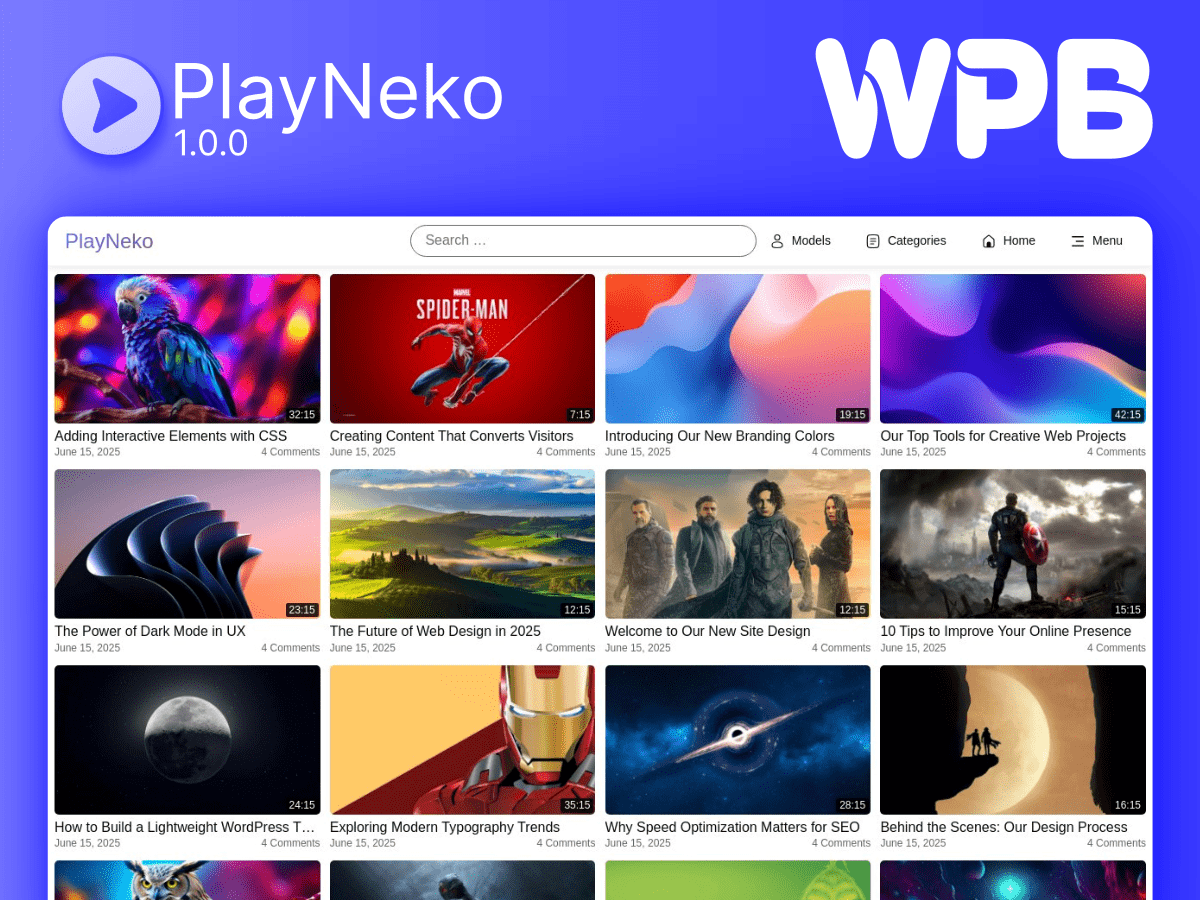 PlayNeko
1.0.0
WPB
PlayNeko
Search …
Models
Categories
Home
Menu
MARVEL
SPIDER-MAN
32:15
7:15
19:15
42:15
Adding Interactive Elements with CSS
June 15, 2025
4 Comments
Creating Content That Converts Visitors
June 15, 2025
4 Comments
Introducing Our New Branding Colors
June 15, 2025
4 Comments
Our Top Tools for Creative Web Projects
June 15, 2025
4 Comments
23:15
12:15
12:15
15:15
The Power of Dark Mode in UX
June 15, 2025
4 Comments
The Future of Web Design in 2025
June 15, 2025
4 Comments
Welcome to Our New Site Design
June 15, 2025
4 Comments
10 Tips to Improve Your Online Presence
June 15, 2025
4 Comments
24:15
35:15
28:15
16:15
How to Build a Lightweight WordPress T…
June 15, 2025
4 Comments
Exploring Modern Typography Trends
June 15, 2025
4 Comments
Why Speed Optimization Matters for SEO
June 15, 2025
4 Comments
Behind the Scenes: Our Design Process
June 15, 2025
4 Comments